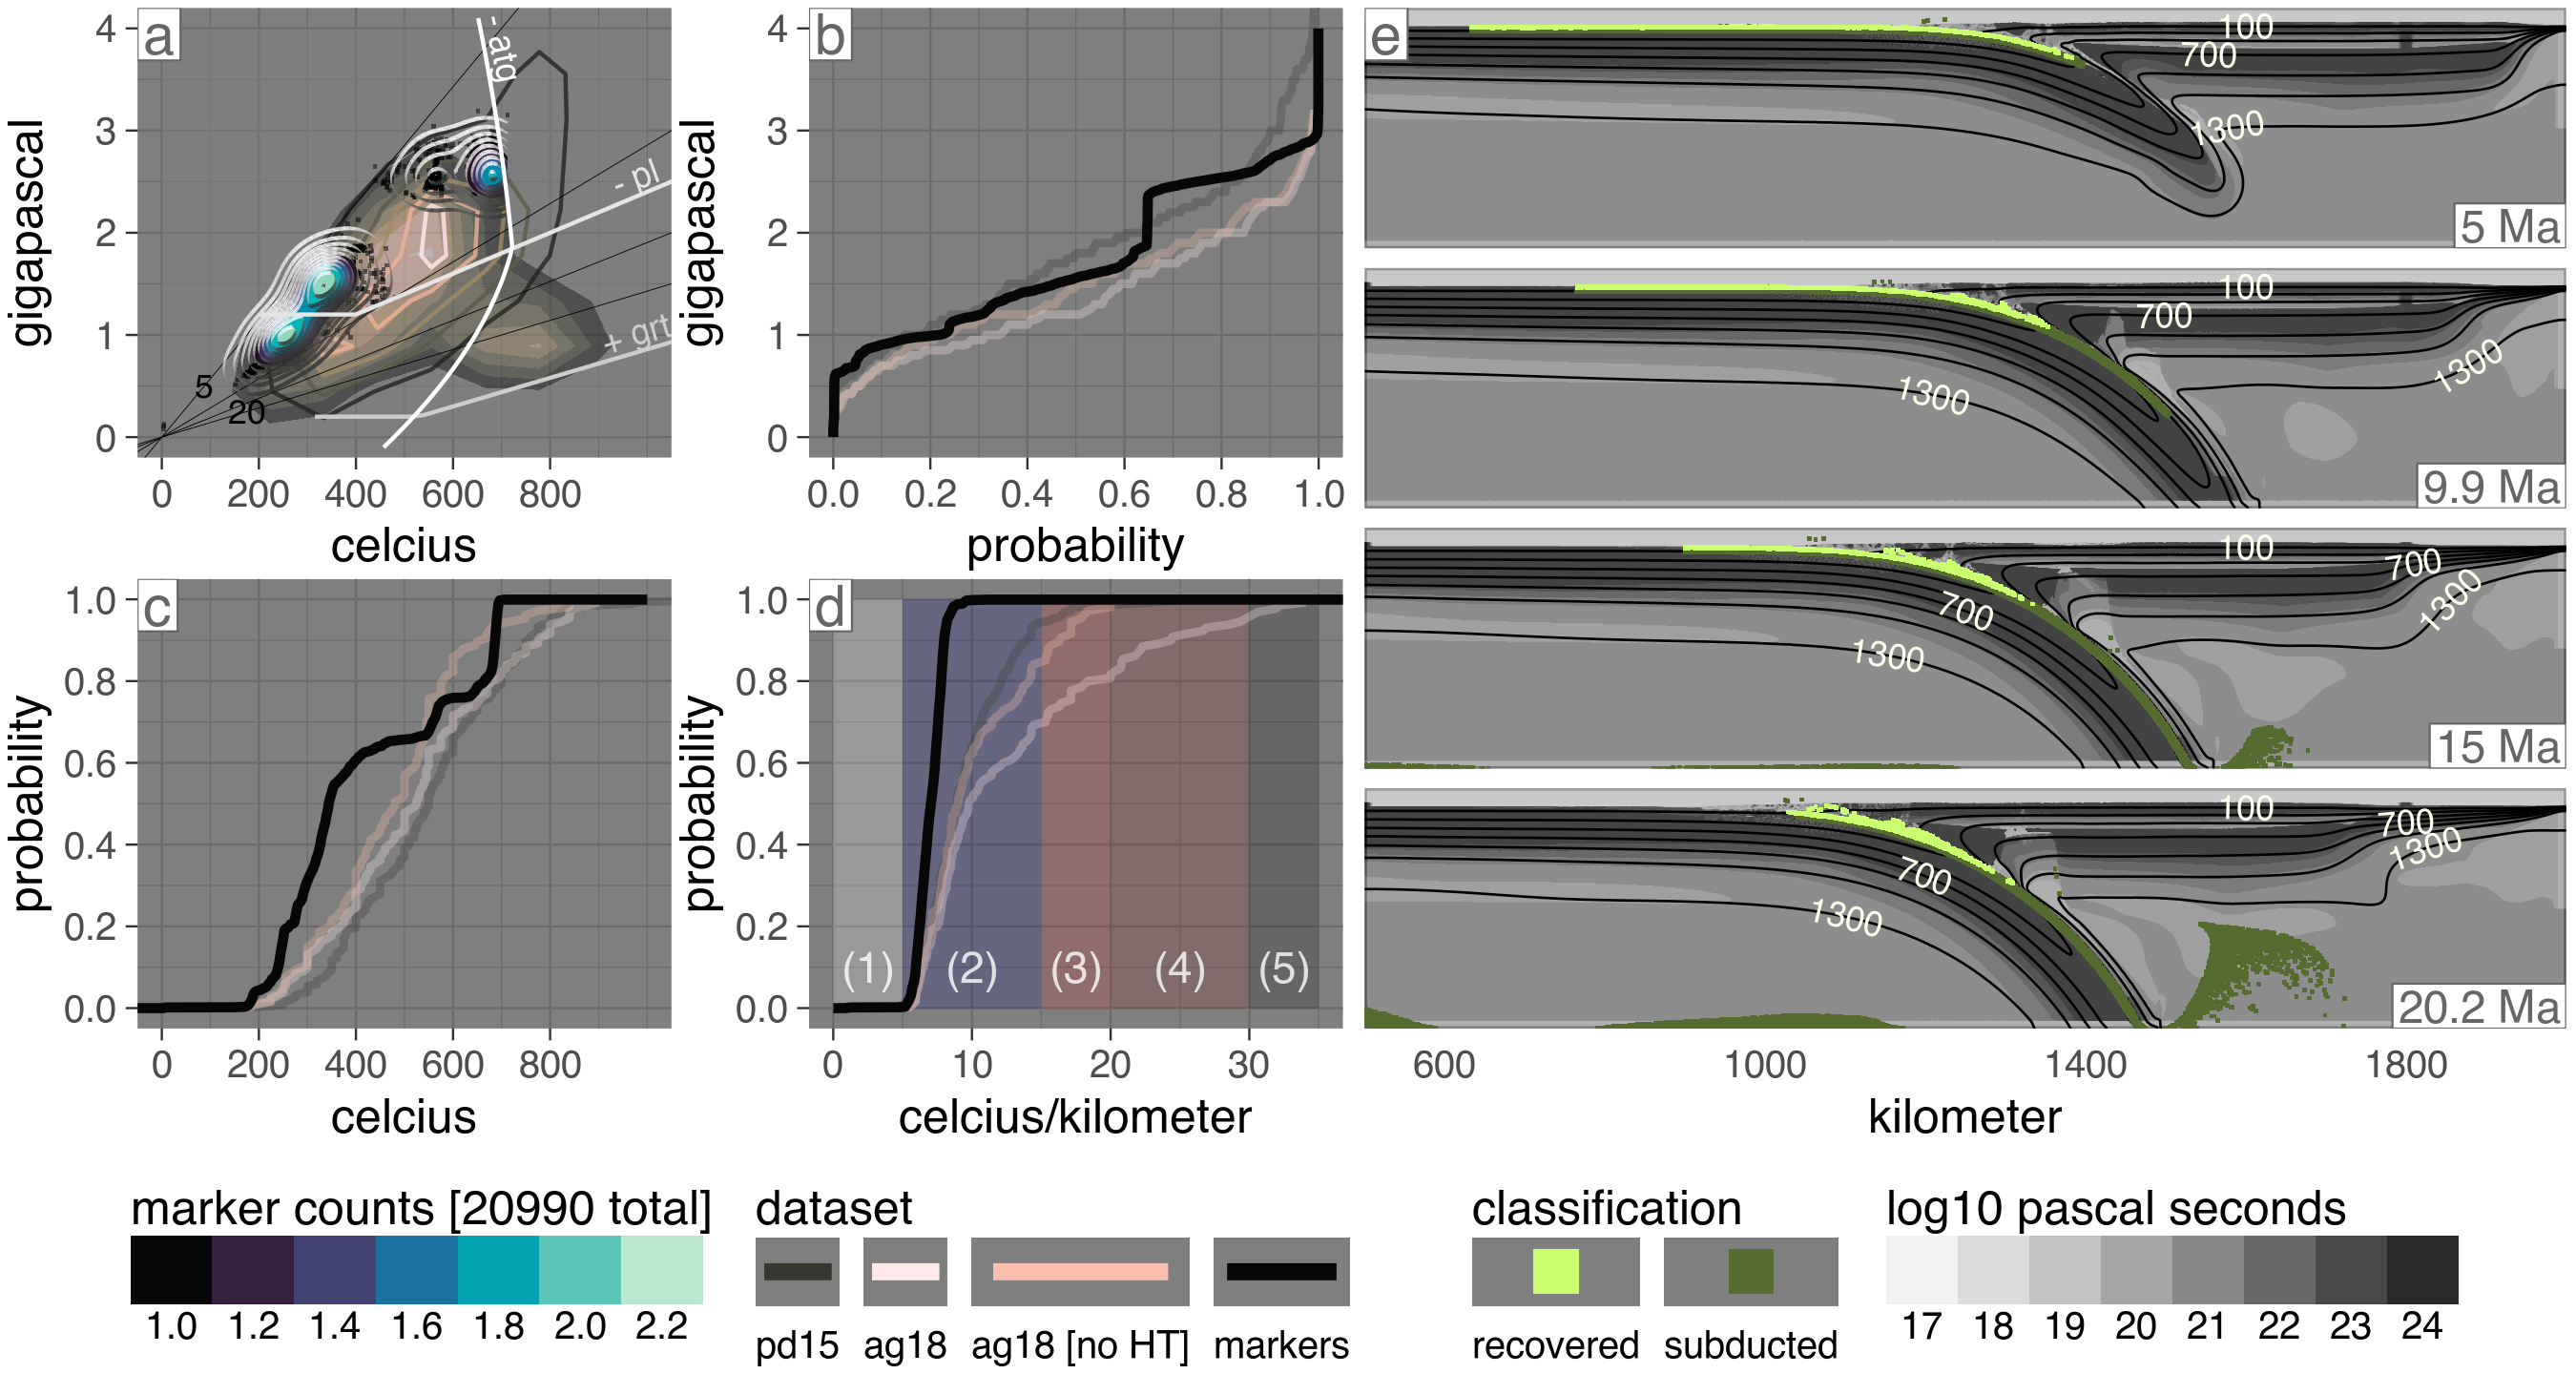 a
gigapascal
4
3
2
1
0
- atg
- pl
+ grt
5
20
0 200 400 600 800
celcius
b
gigapascal
4
3
2
1
0
0.0 0.2 0.4 0.6 0.8 1.0
probability
c
probability
1.0
0.8
0.6
0.4
0.2
0.0
0 200 400 600 800
celcius
d
probability
1.0
0.8
0.6
0.4
0.2
0.0
(1) (2) (3) (4) (5)
0 10 20 30
celcius/kilometer
e
100
700
1300
5 Ma
100
700
1300
1300
9.9 Ma
100
700
1300
700
1300
15 Ma
100
700
1300
700
1300
20.2 Ma
600 1000 1400 1800
kilometer
marker counts [20990 total]
1.0 1.2 1.4 1.6 1.8 2.0 2.2
dataset
pd15 ag18 ag18 [no HT] markers
classification
recovered subducted
log10 pascal seconds
17 18 19 20 21 22 23 24